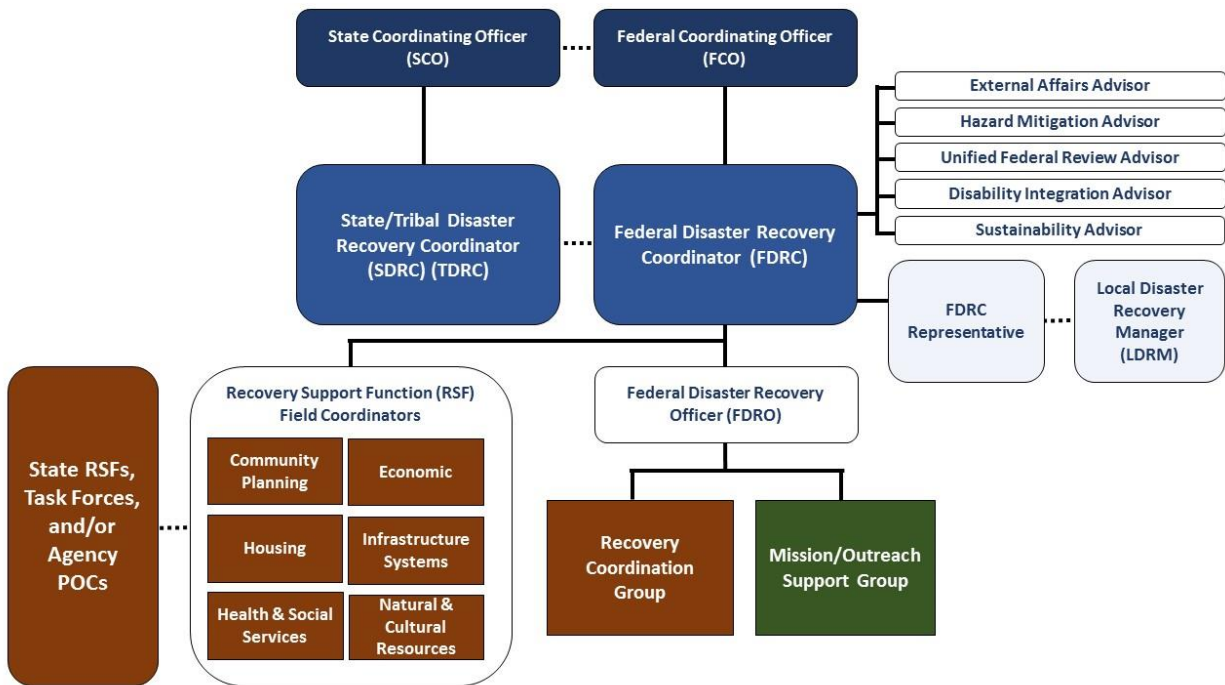 State Coordinating Officer
(SCO)
Federal Coordinating Officer
(FCO)
External Affairs Advisor
Hazard Mitigation Advisor
Unified Federal Review Advisor
Disability Integration Advisor
Sustainability Advisor
State/Tribal Disaster
Recovery Coordinator
(SDRC) (TDRC)
Federal Disaster Recovery
Coordinator (FDRC)
FDRC
Representative
Local Disaster
Recovery
Manager
(LDRM)
State RSFs,
Task Forces,
and/or
Agency
POCs
Recovery Support Function (RSF)
Field Coordinators
Community
Planning
Economic
Housing
Infrastructure
Systems
Health & Social
Services
Natural &
Cultural
Resources
Federal Disaster Recovery
Officer (FDRO)
Recovery
Coordination
Group
Mission/Outreach
Support Group